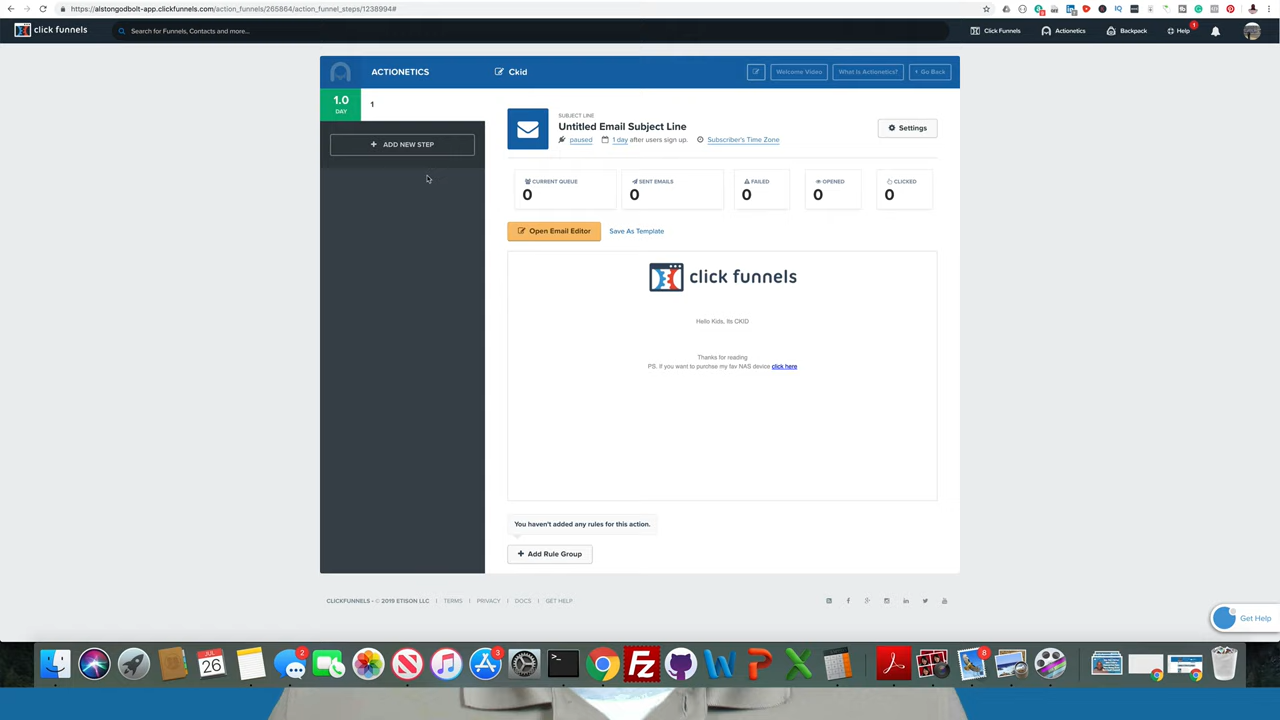 https://alstongodbolt-app.clickfunnels.com/action_funnels/265864/action_funnel_steps/1238994#
click funnels
Search for Funnels, Contacts and more...
Click Funnels
Actionetics
Backpack
Help
1
ACTIONETICS
Ckid
Welcome Video
What Is Actionetics?
Go Back
1.0
DAY
1
ADD NEW STEP
SUBJECT LINE
Untitled Email Subject Line
paused
1 day after users sign up.
Subscriber's Time Zone
Settings
CURRENT QUEUE
0
SENT EMAILS
0
FAILED
0
OPENED
0
CLICKED
0
Open Email Editor
Save As Template
click funnels
Hello Kids, Its CKID
Thanks for reading
PS. If you want to purchse my fav NAS device click here
You haven't added any rules for this action.
Add Rule Group
CLICKFUNNELS - © 2019 ETISON LLC | TERMS | PRIVACY | DOCS | GET HELP
Get Help
JUL
26
2
3
8